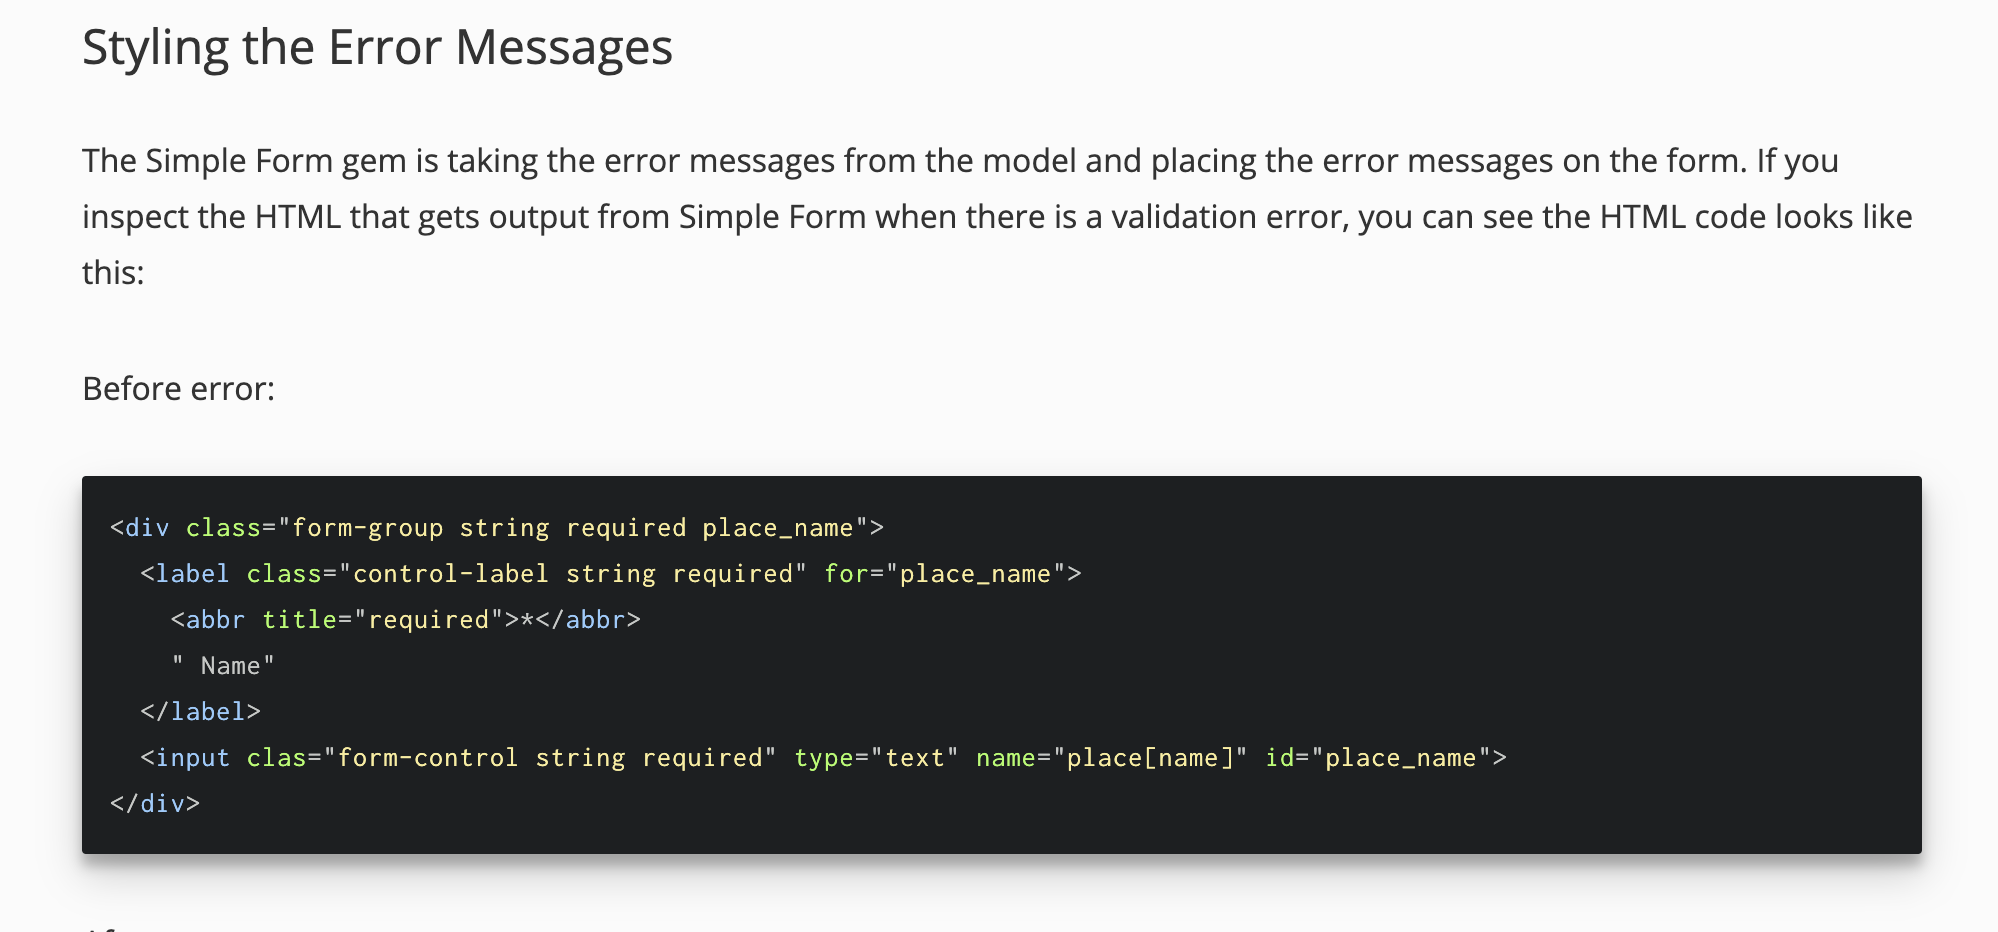 Styling the Error Messages
The Simple Form gem is taking the error messages from the model and placing the error messages on the form. If you
inspect the HTML that gets output from Simple Form when there is a validation error, you can see the HTML code looks like
this:
Before error:
<div class="form-group string required place_name">
  <label class="control-label string required" for="place_name">
    <abbr title="required">*</abbr>
    " Name"
  </label>
  <input clas="form-control string required" type="text" name="place[name]" id="place_name">
</div>